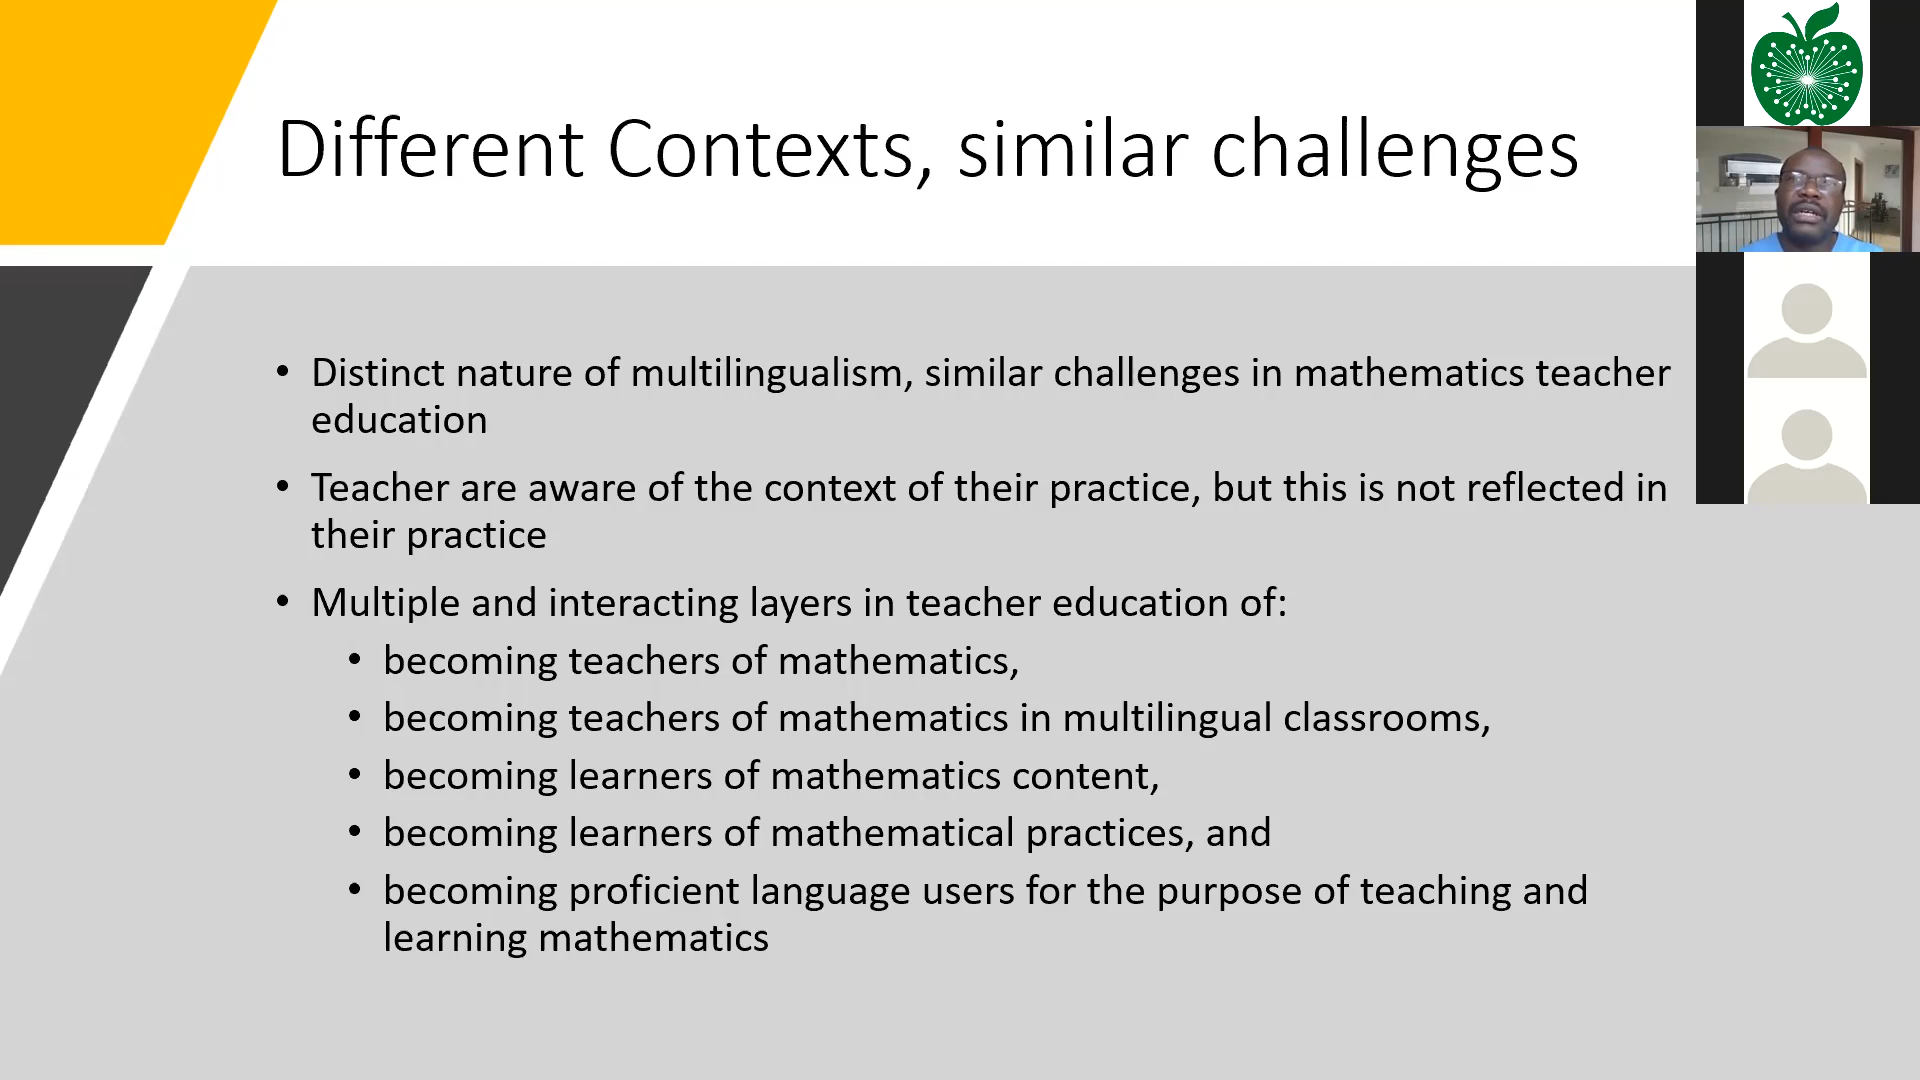 Different Contexts, similar challenges
• Distinct nature of multilingualism, similar challenges in mathematics teacher
education
• Teacher are aware of the context of their practice, but this is not reflected in
their practice
• Multiple and interacting layers in teacher education of:
• becoming teachers of mathematics,
• becoming teachers of mathematics in multilingual classrooms,
• becoming learners of mathematics content,
• becoming learners of mathematical practices, and
• becoming proficient language users for the purpose of teaching and
learning mathematics